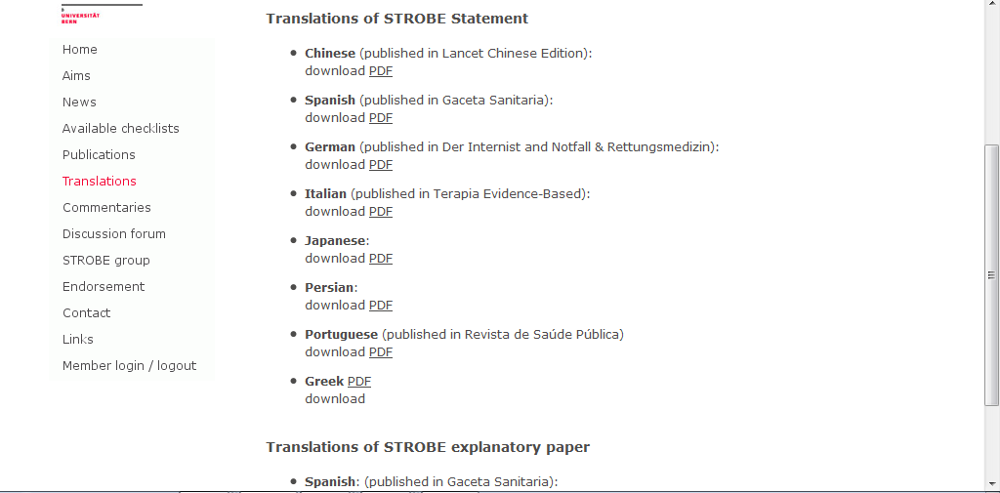 UNIVERSITÄT
BERN
Home
Aims
News
Available checklists
Publications
Translations
Commentaries
Discussion forum
STROBE group
Endorsement
Contact
Links
Member login / logout
Translations of STROBE Statement
Chinese (published in Lancet Chinese Edition):
download PDF
Spanish (published in Gaceta Sanitaria):
download PDF
German (published in Der Internist and Notfall & Rettungsmedizin):
download PDF
Italian (published in Terapia Evidence-Based):
download PDF
Japanese:
download PDF
Persian:
download PDF
Portuguese (published in Revista de Saúde Pública)
download PDF
Greek PDF
download
Translations of STROBE explanatory paper
Spanish: (published in Gaceta Sanitaria):